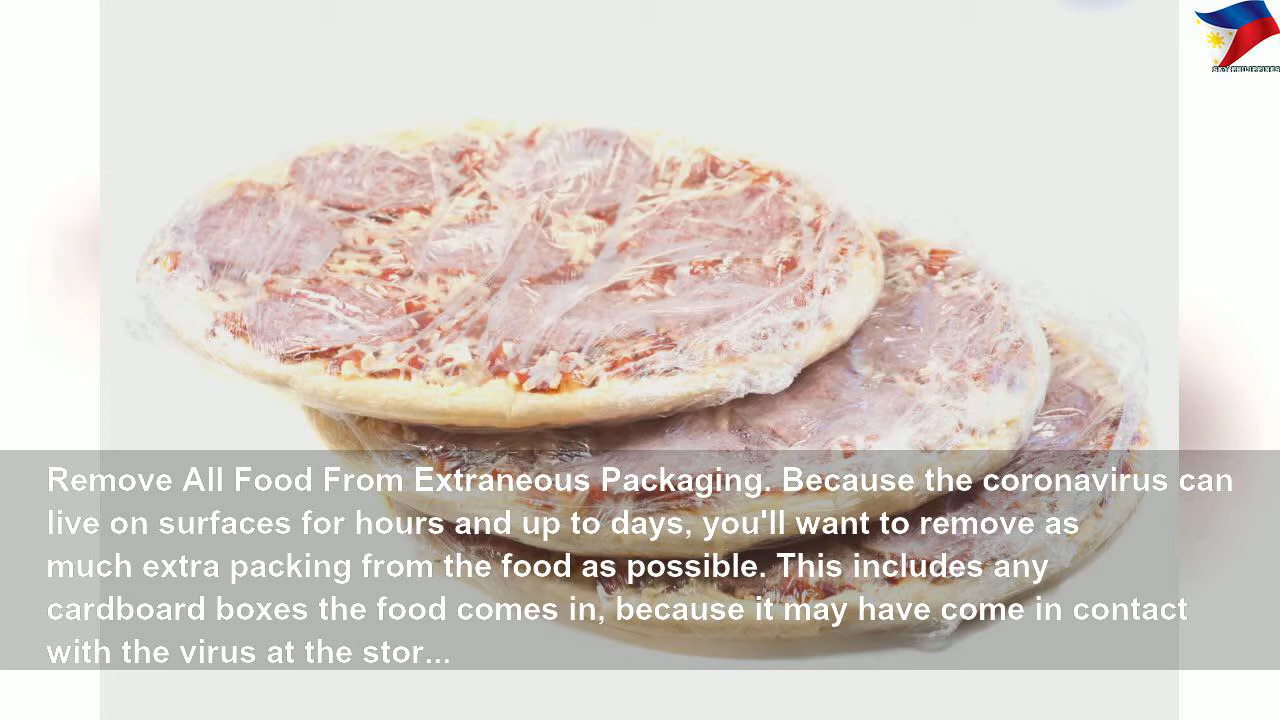 SKY PHILIPPINES
Remove All Food From Extraneous Packaging. Because the coronavirus can
live on surfaces for hours and up to days, you'll want to remove as
much extra packing from the food as possible. This includes any
cardboard boxes the food comes in, because it may have come in contact
with the virus at the stor...